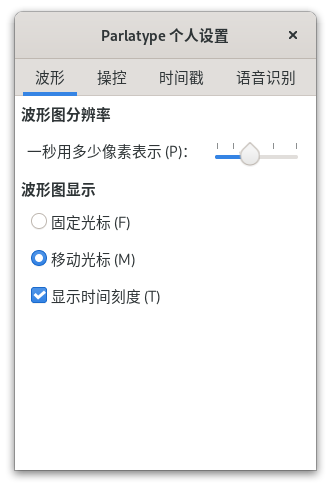 Parlatype 个人设置
波形 操控 时间戳 语音识别
波形图分辨率
一秒用多少像素表示 (P)：
波形图显示
固定光标 (F)
移动光标 (M)
显示时间刻度 (T)